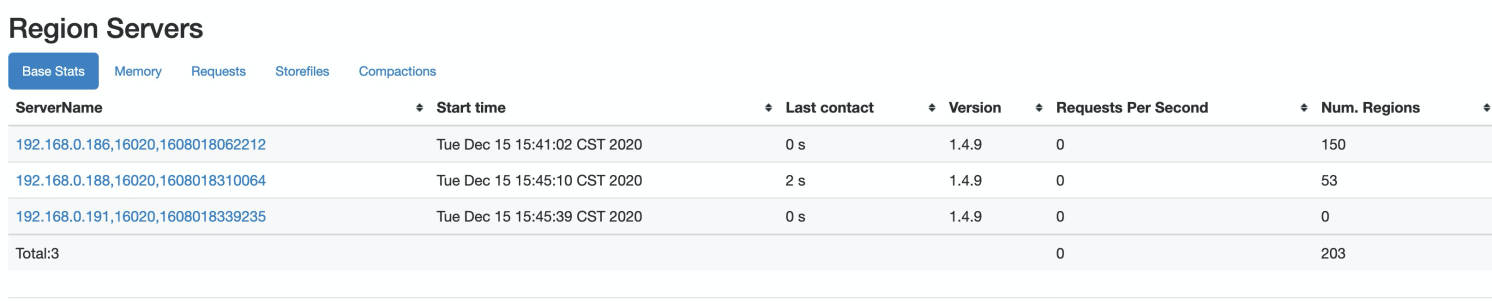 Region Servers
Base Stats Memory Requests Storefiles Compactions
ServerName Start time Last contact Version Requests Per Second Num. Regions
192.168.0.186,16020,1608018062212 Tue Dec 15 15:41:02 CST 2020 0 s 1.4.9 0 150
192.168.0.188,16020,1608018310064 Tue Dec 15 15:45:10 CST 2020 2 s 1.4.9 0 53
192.168.0.191,16020,1608018339235 Tue Dec 15 15:45:39 CST 2020 0 s 1.4.9 0 0
Total:3 0 203